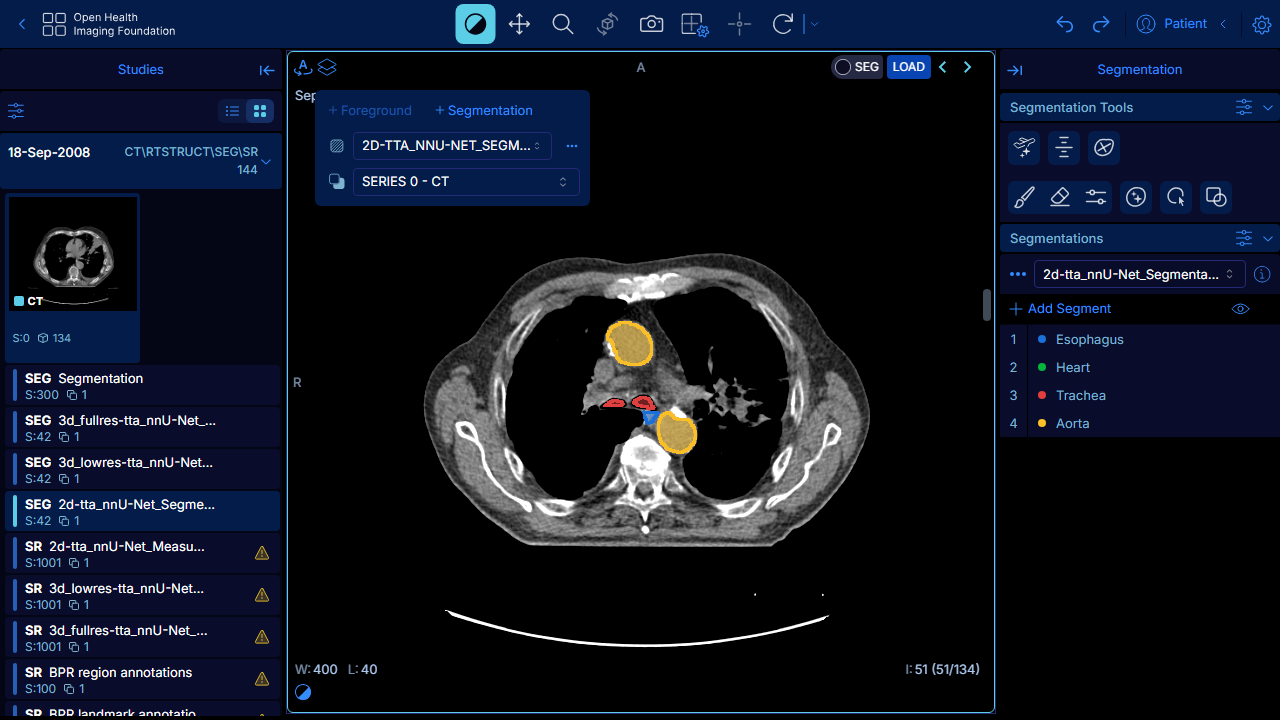 Open Health
Imaging Foundation
Patient
Studies
18-Sep-2008
CT\RTSTRUCT\SEG\SR
144
CT
S:0 134
SEG Segmentation
S:300 1
SEG 3d_fullres-tta_nnU-Net_...
S:42 1
SEG 3d_lowres-tta_nnU-Net...
S:42 1
SEG 2d-tta_nnU-Net_Segme...
S:42 1
SR 2d-tta_nnU-Net_Measu...
S:1001 1
SR 3d_lowres-tta_nnU-Net...
S:1001 1
SR 3d_fullres-tta_nnU-Net_...
S:1001 1
SR BPR region annotations
S:100 1
SR BPR landmark annotatio
A
SEG LOAD
Sep
+ Foreground + Segmentation
2D-TTA_NNU-NET_SEGM...
SERIES 0 - CT
A
R
W:400 L:40
I:51 (51/134)
Segmentation
Segmentation Tools
Segmentations
2d-tta_nnU-Net_Segmenta...
Add Segment
1 Esophagus
2 Heart
3 Trachea
4 Aorta